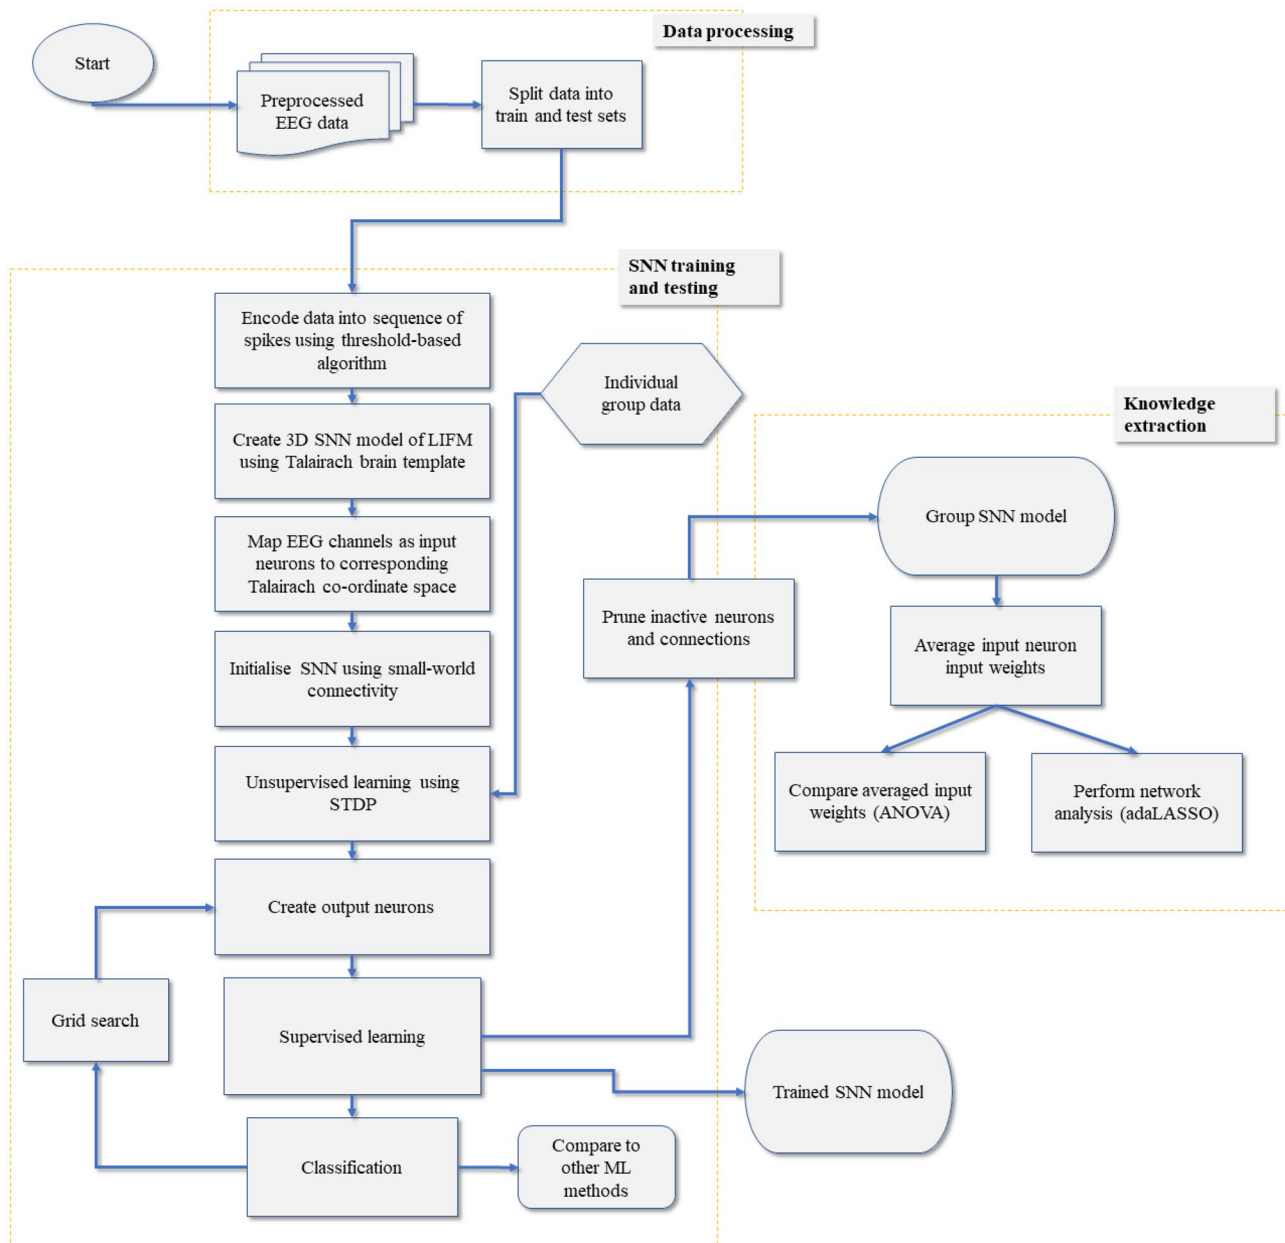 Data processing
Start
Preprocessed
EEG data
Split data into
train and test sets
SNN training
and testing
Encode data into sequence of
spikes using threshold-based
algorithm
Individual
group data
Create 3D SNN model of LIFM
using Talairach brain template
Knowledge
extraction
Map EEG channels as input
neurons to corresponding
Talairach co-ordinate space
Group SNN model
Prune inactive neurons
and connections
Initialise SNN using small-world
connectivity
Average input neuron
input weights
Unsupervised learning using
STDP
Compare averaged input
weights (ANOVA)
Perform network
analysis (adaLASSO)
Create output neurons
Grid search
Supervised learning
Trained SNN model
Classification
Compare to
other ML
methods